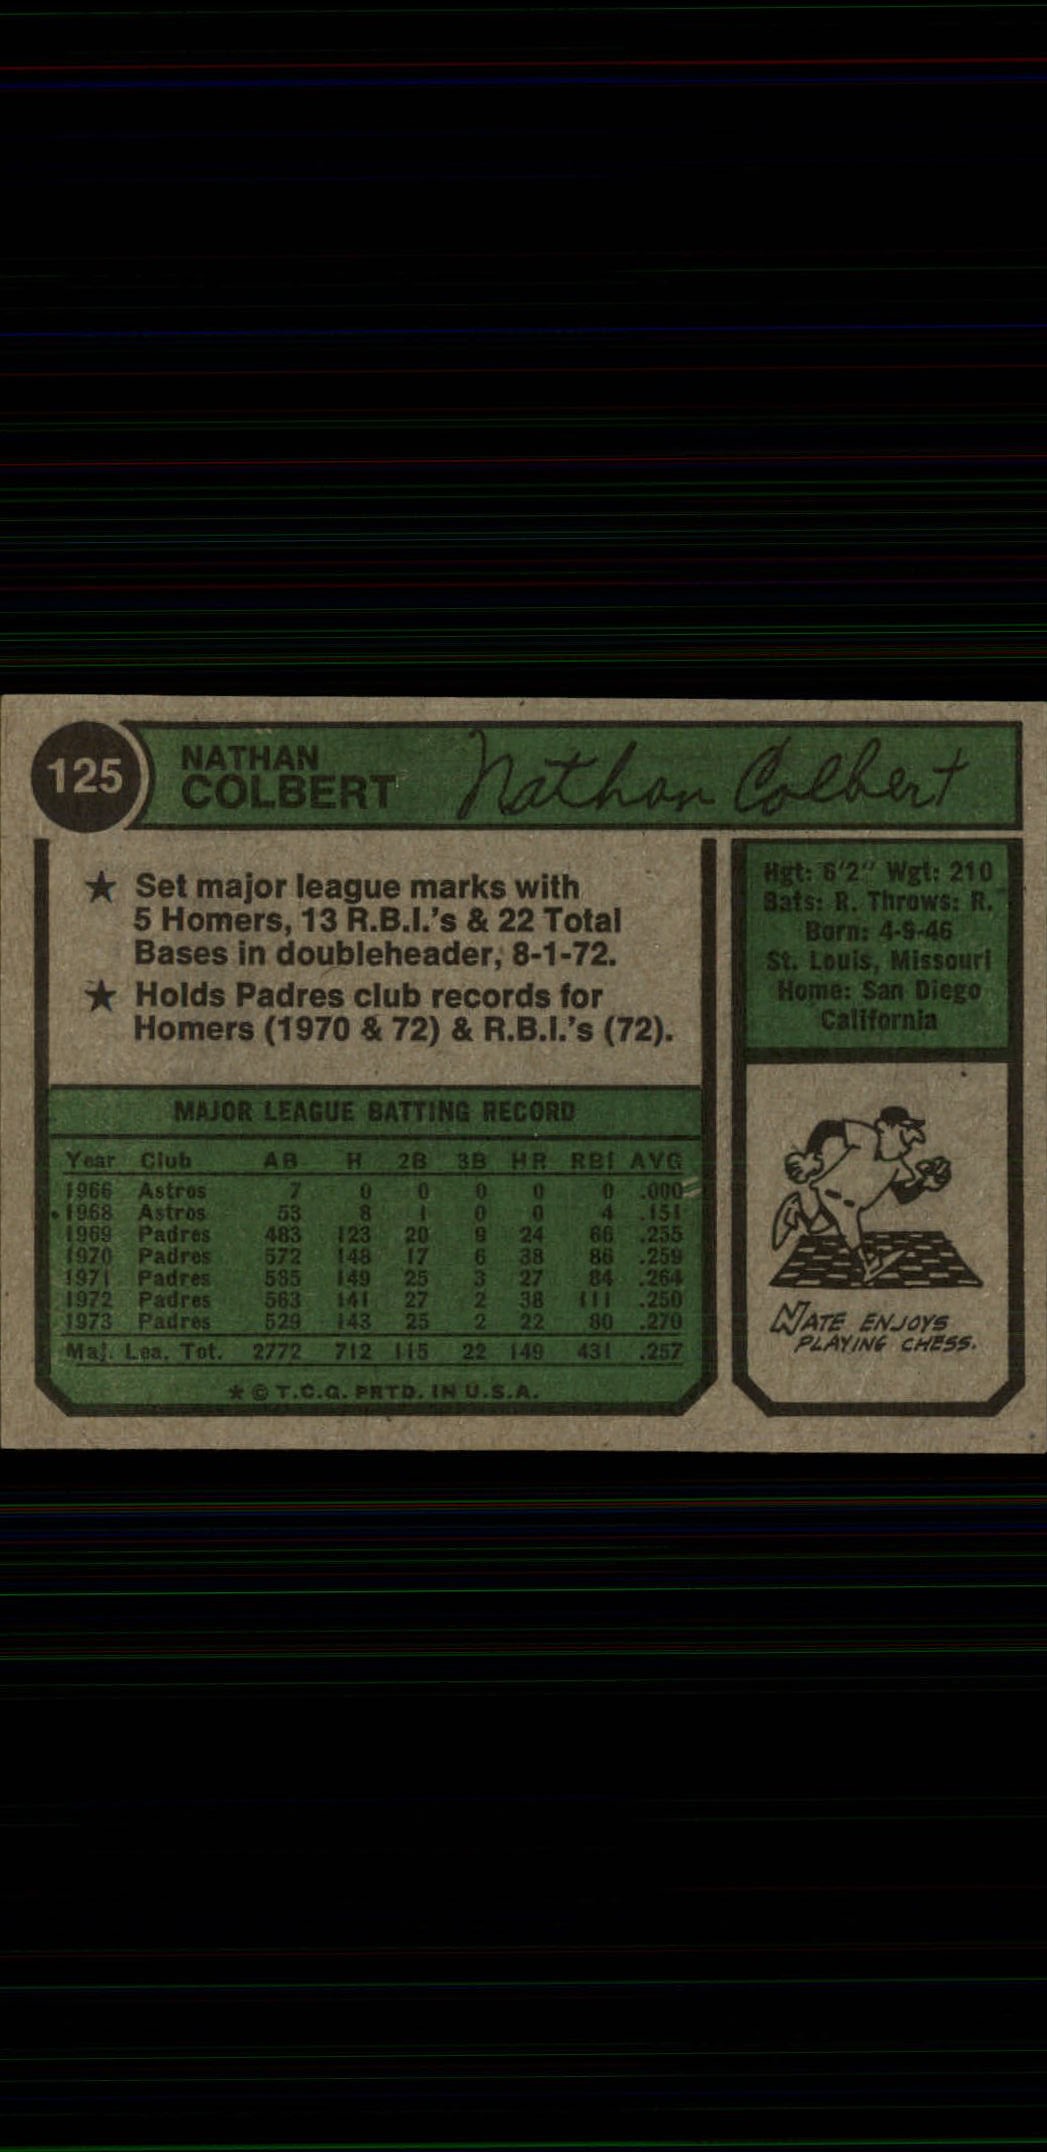 125
NATHAN
COLBERT
Nathan Colbert
★ Set major league marks with
5 Homers, 13 R.B.I.'s & 22 Total
Bases in doubleheader, 8-1-72.
★ Holds Padres club records for
Homers (1970 & 72) & R.B.I.'s (72).
Hgt: 6'2" Wgt: 210
Bats: R. Throws: R.
Born: 4-9-46
St. Louis, Missouri
Home: San Diego
California
MAJOR LEAGUE BATTING RECORD
Year Club AB H 2B 3B HR RBI AVG
1966 Astros 7 0 0 0 0 0 .000
1968 Astros 53 8 1 0 0 4 .151
1969 Padres 483 123 20 9 24 66 .255
1970 Padres 572 148 17 6 38 86 .259
1971 Padres 565 149 25 3 27 84 .264
1972 Padres 563 141 27 2 38 111 .250
1973 Padres 529 143 25 2 22 80 .270
Maj. Lea. Tot. 2772 712 115 22 149 431 .257
★ © T.C.G. PRTD. IN U.S.A.
NATE ENJOYS
PLAYING CHESS.